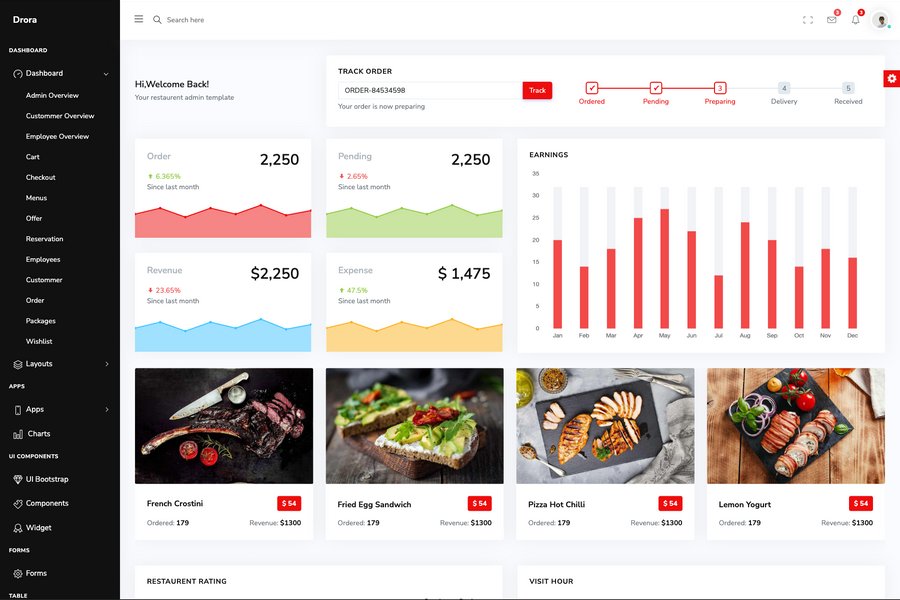 Drora
Search here
3
3
DASHBOARD
Dashboard
Admin Overview
Custommer Overview
Employee Overview
Cart
Checkout
Menus
Offer
Reservation
Employees
Custommer
Order
Packages
Wishlist
Layouts
APPS
Apps
Charts
UI COMPONENTS
UI Bootstrap
Components
Widget
FORMS
Forms
TABLE
Hi,Welcome Back!
Your restaurent admin template
TRACK ORDER
ORDER-84534598
Track
Your order is now preparing
3
4
5
Ordered
Pending
Preparing
Delivery
Received
Order
2,250
6.365%
Since last month
Pending
2,250
2.65%
Since last month
Revenue
$2,250
23.65%
Since last month
Expense
$ 1,475
47.5%
Since last month
EARNINGS
35
30
25
20
15
10
5
0
Jan Feb Mar Apr May Jun Jul Aug Sep Oct Nov Dec
French Crostini
$ 54
Ordered: 179
Revenue: $1300
Fried Egg Sandwich
$ 54
Ordered: 179
Revenue: $1300
Pizza Hot Chilli
$ 54
Ordered: 179
Revenue: $1300
Lemon Yogurt
$ 54
Ordered: 179
Revenue: $1300
RESTAURENT RATING
VISIT HOUR